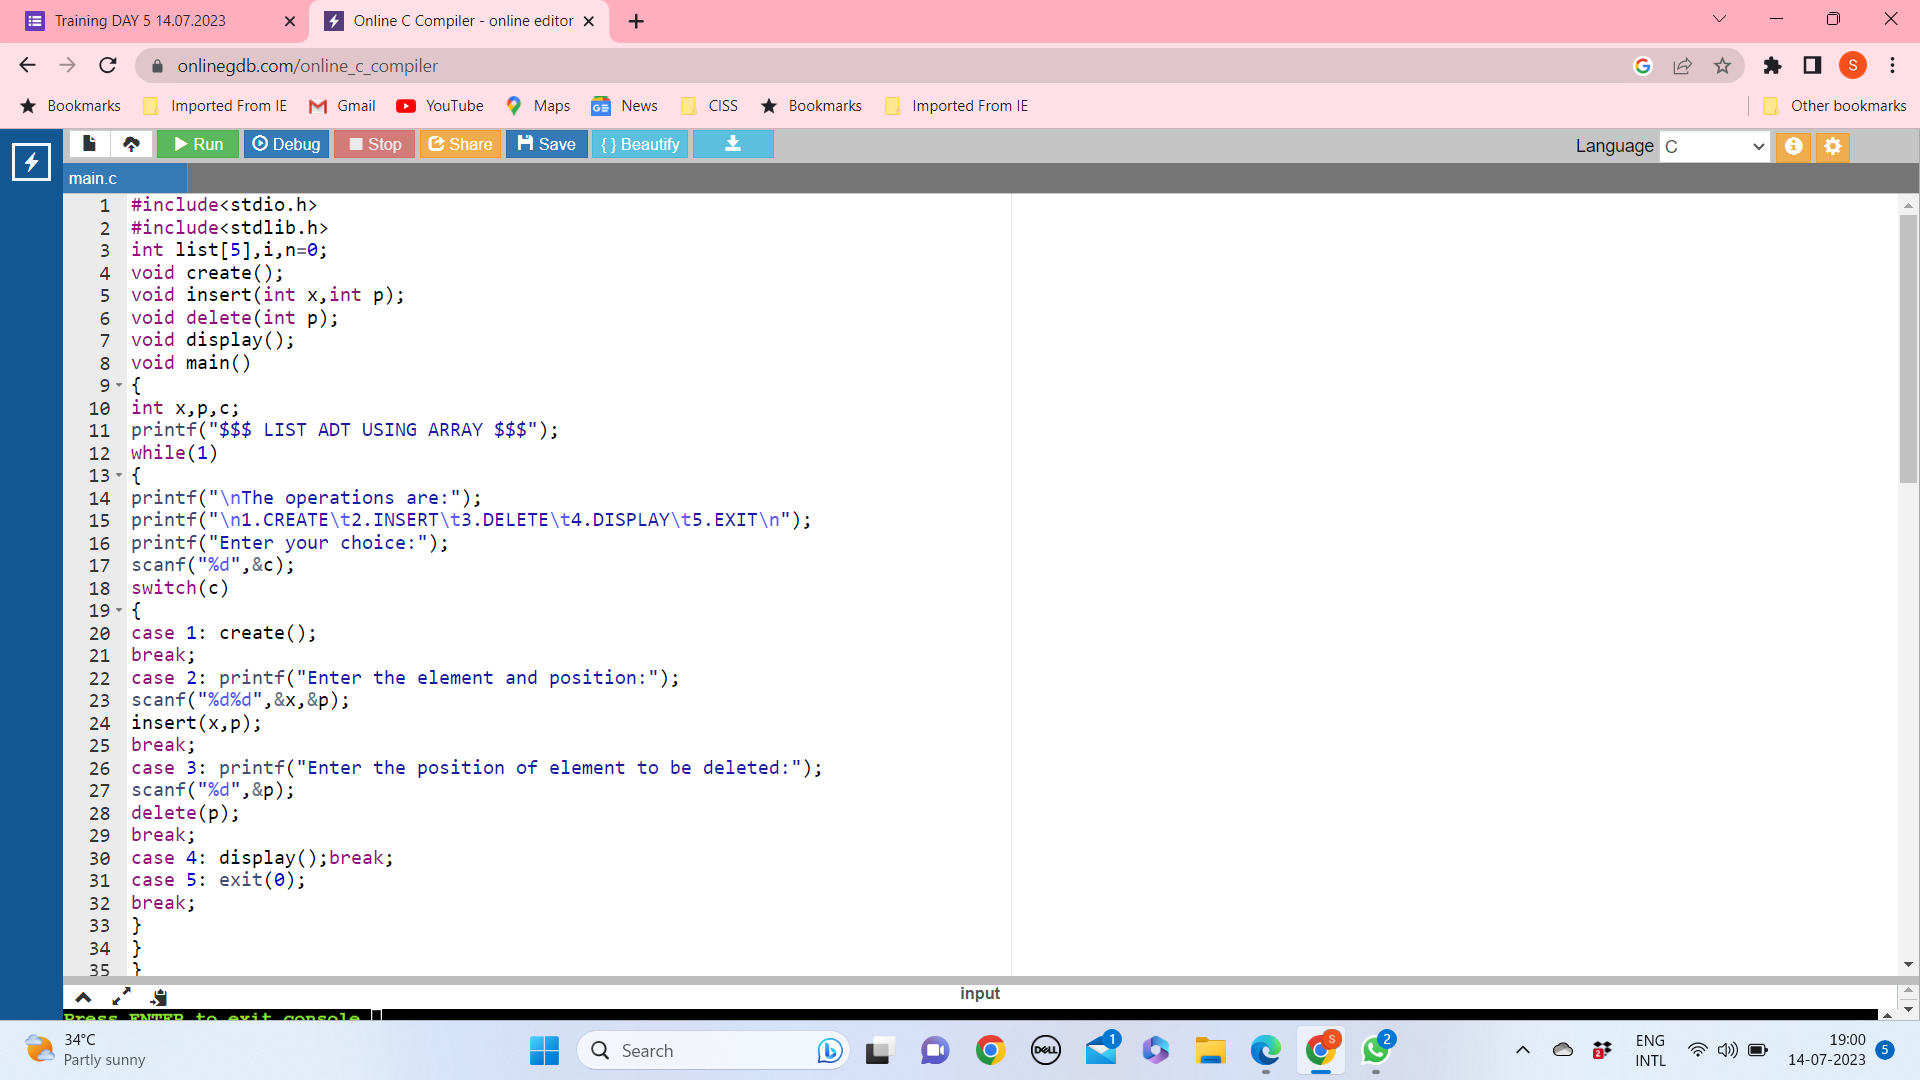 Training DAY 5 14.07.2023
Online C Compiler - online editor
onlinegdb.com/online_c_compiler
S
Bookmarks
Imported From IE
Gmail
YouTube
Maps
News
CISS
Bookmarks
Imported From IE
Other bookmarks
Run
Debug
Stop
Share
Save
{ } Beautify
Language C
main.c
1 #include<stdio.h>
2 #include<stdlib.h>
3 int list[5],i,n=0;
4 void create();
5 void insert(int x,int p);
6 void delete(int p);
7 void display();
8 void main()
9 {
10 int x,p,c;
11 printf("$$$ LIST ADT USING ARRAY $$$");
12 while(1)
13 {
14 printf("\nThe operations are:");
15 printf("\n1.CREATE\t2.INSERT\t3.DELETE\t4.DISPLAY\t5.EXIT\n");
16 printf("Enter your choice:");
17 scanf("%d",&c);
18 switch(c)
19 {
20 case 1: create();
21 break;
22 case 2: printf("Enter the element and position:");
23 scanf("%d%d",&x,&p);
24 insert(x,p);
25 break;
26 case 3: printf("Enter the position of element to be deleted:");
27 scanf("%d",&p);
28 delete(p);
29 break;
30 case 4: display();break;
31 case 5: exit(0);
32 break;
33 }
34 }
35 }
input
Press ENTER to exit console.
34°C
Partly sunny
Search
DELL
1
S
2
2
ENG
INTL
19:00
14-07-2023
5